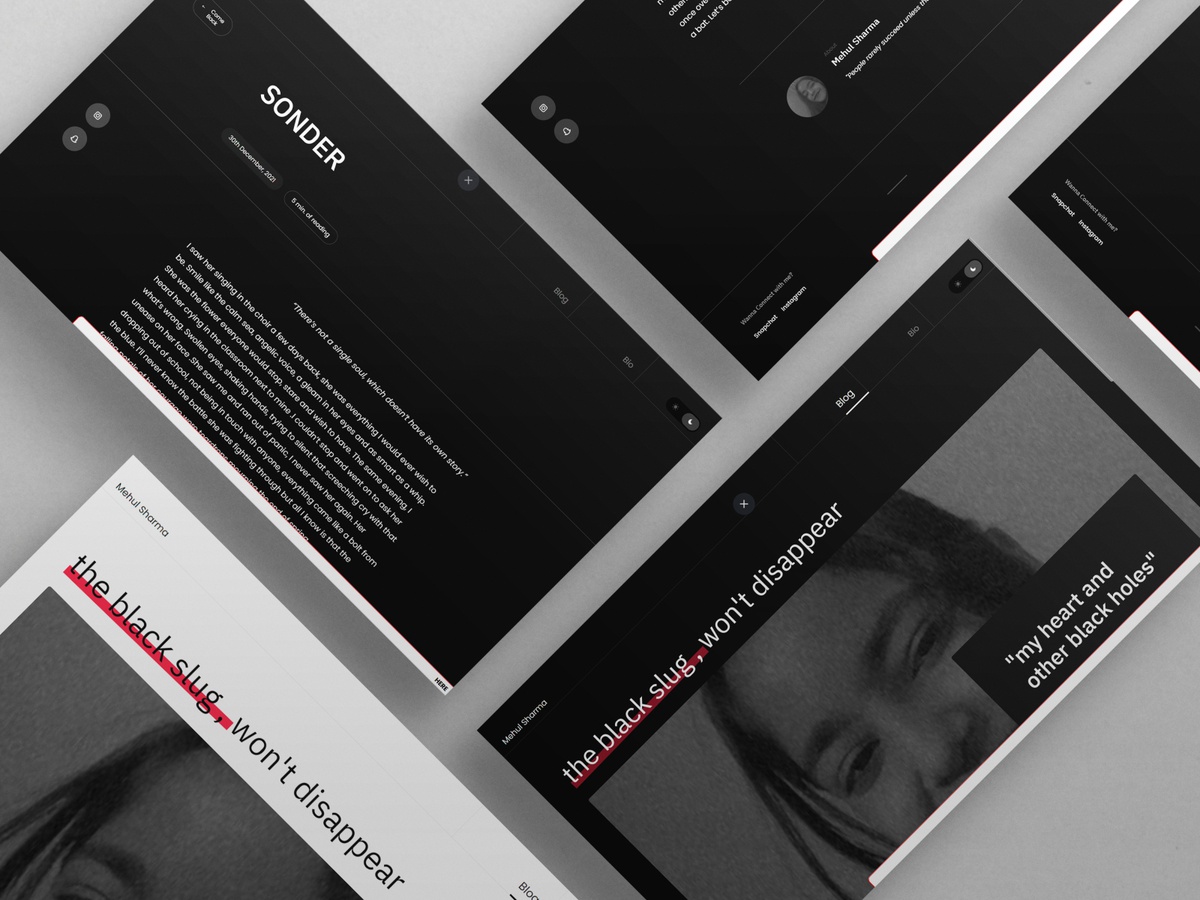 ← Come
Back
SONDER
30th December, 2021
5 min. of reading
"There's not a single soul, which doesn't have its own story."
I saw her singing in the choir a few days back, she was everything I would ever wish to
be. Smile like the calm sea, angelic voice, a gleam in her eyes and as smart as a whip.
She was the flower everyone would stop, stare and wish to have. The same evening, I
heard her crying in the classroom next to mine. I couldn't stop and went on to ask her
what's wrong. Swollen eyes, shaking hands, trying to silent that screeching cry with that
unease on her face. She saw me and ran out of panic, I never saw her again. Her
dropping out of school, not being in touch with anyone, everything came like a bolt from
the blue. I'll never know the battle she was fighting through but all I know is that the
HERE
Blog
Bio
other
once ove
a bot. Let's b
About
Mehul Sharma
"People rarely succeed unless the
Wanna Connect with me?
Snapchat Instagram
Wanna Connect with me?
Snapchat Instagram
Mehul Sharma
the black slug, won't disappear
Blog
Mehul Sharma
Blog
Bio
the black slug, won't disappear
"my heart and
other black holes"